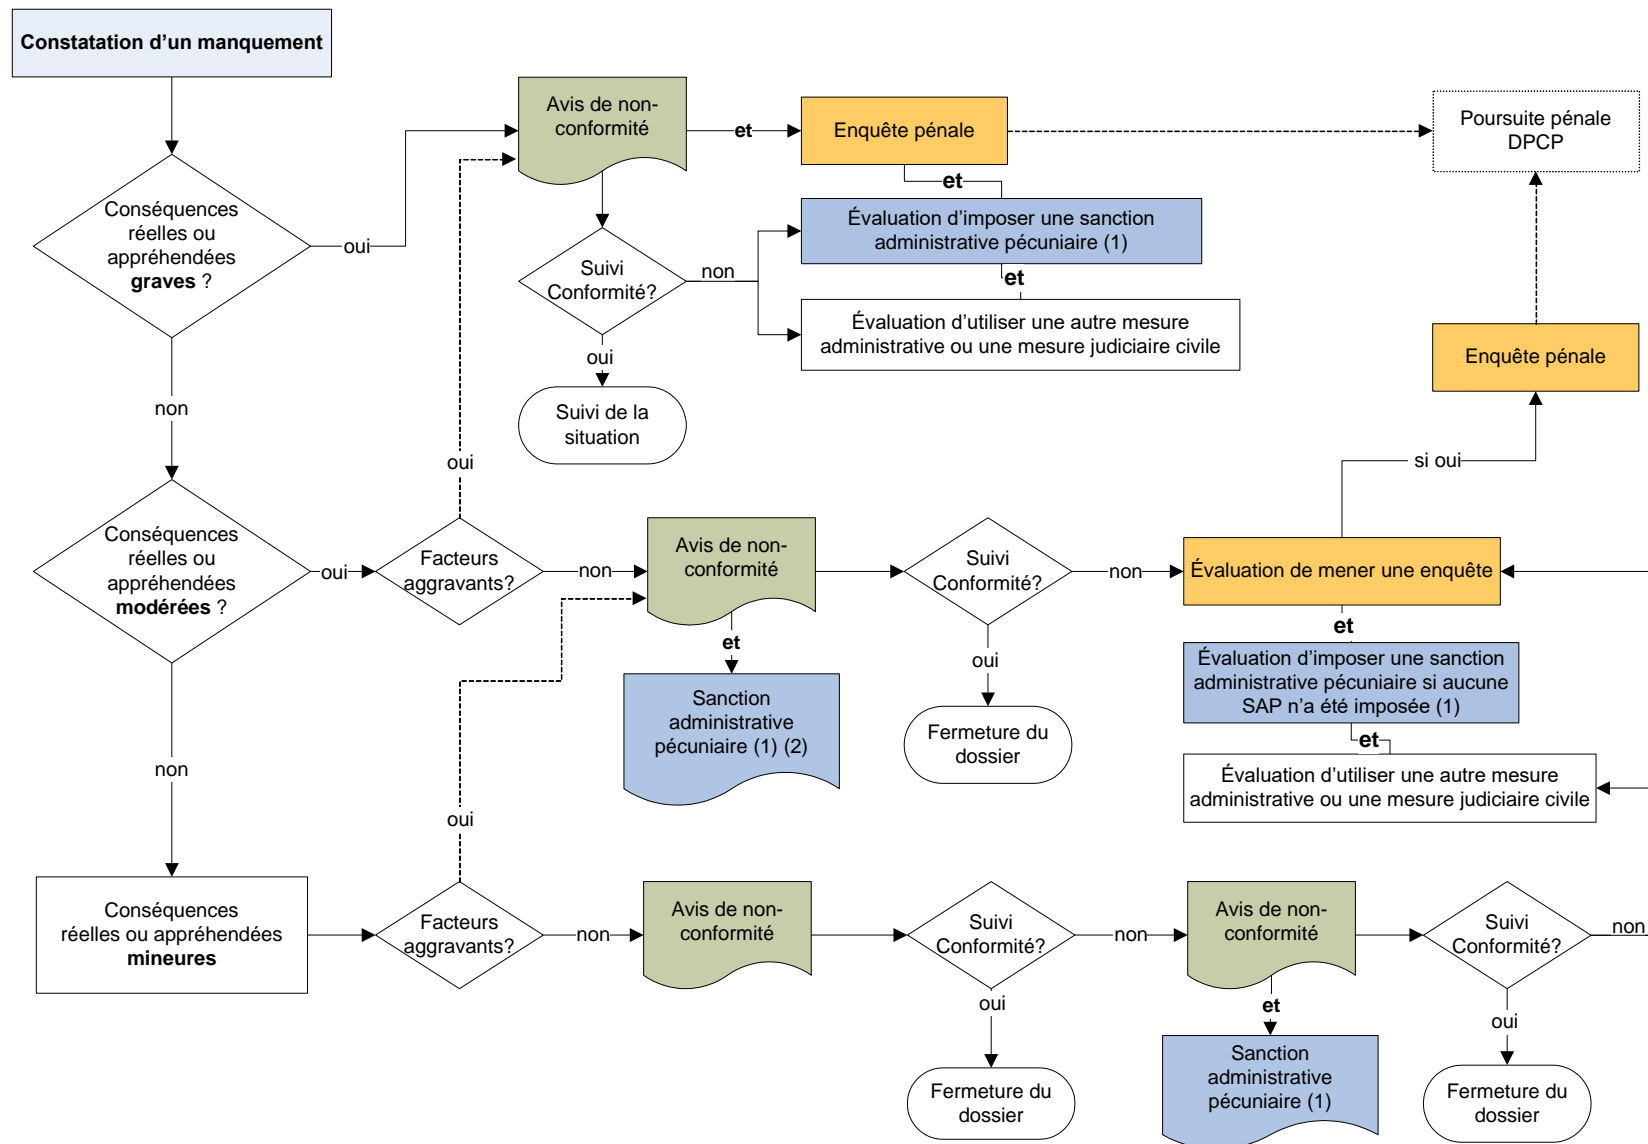 Constatation d'un manquement
Conséquences
réelles ou
appréhendées
graves ?
oui
Avis de non-
conformité
et
Enquête pénale
Poursuite pénale
DPCP
et
Évaluation d'imposer une sanction
administrative pécuniaire (1)
et
Évaluation d'utiliser une autre mesure
administrative ou une mesure judiciaire civile
Suivi
Conformité?
non
oui
Suivi de la
situation
Enquête pénale
si oui
non
Conséquences
réelles ou
appréhendées
modérées ?
oui
Facteurs
aggravants?
oui
non
Avis de non-
conformité
et
Sanction
administrative
pécuniaire (1) (2)
Suivi
Conformité?
non
oui
Fermeture du
dossier
Évaluation de mener une enquête
et
Évaluation d'imposer une sanction
administrative pécuniaire si aucune
SAP n'a été imposée (1)
et
Évaluation d'utiliser une autre mesure
administrative ou une mesure judiciaire civile
non
Conséquences
réelles ou appréhendées
mineures
Facteurs
aggravants?
oui
non
Avis de non-
conformité
Suivi
Conformité?
non
oui
Fermeture du
dossier
Avis de non-
conformité
et
Sanction
administrative
pécuniaire (1)
Suivi
Conformité?
non
oui
Fermeture du
dossier